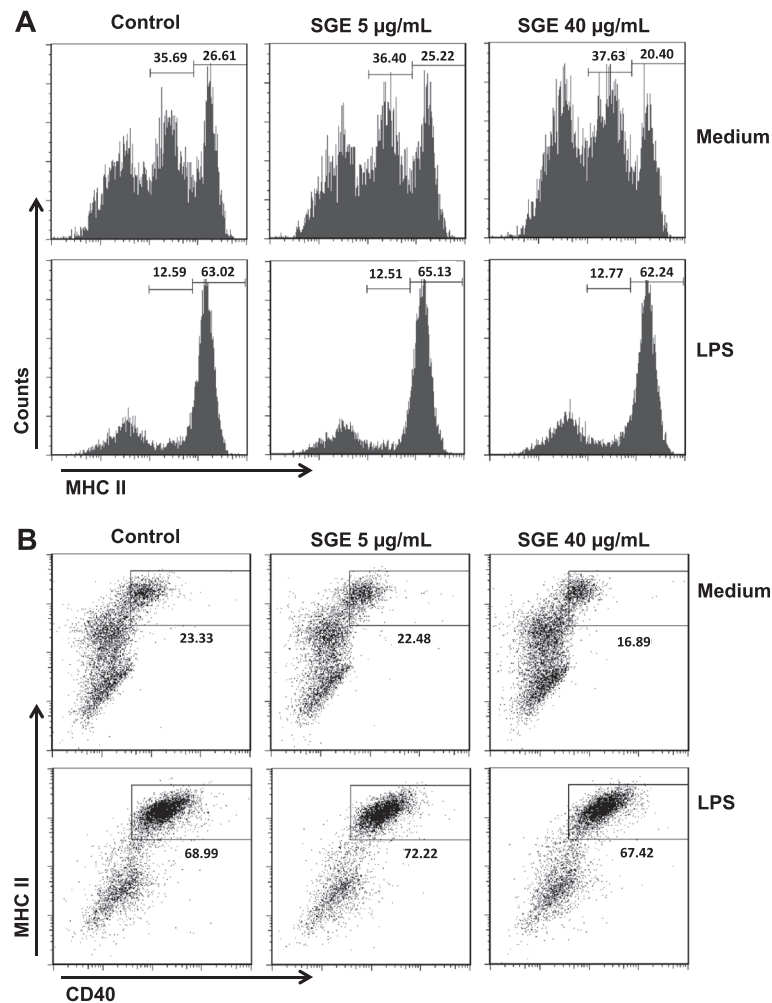 A
Control SGE 5 µg/mL SGE 40 µg/mL
35.69 26.61 36.40 25.22 37.63 20.40
Medium
12.59 63.02 12.51 65.13 12.77 62.24
LPS
Counts
MHC II
B
Control SGE 5 µg/mL SGE 40 µg/mL
Medium
23.33 22.48 16.89
LPS
68.99 72.22 67.42
MHC II
CD40